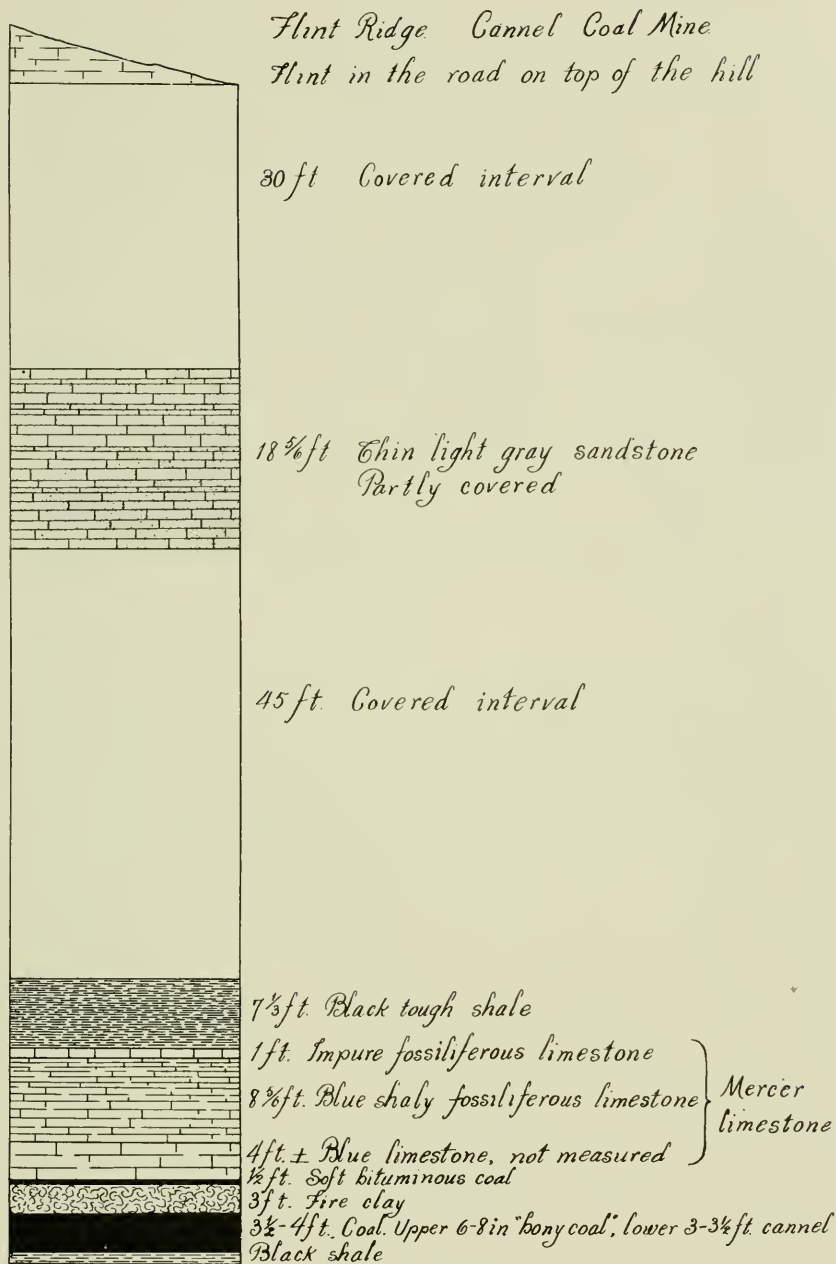 Flint Ridge. Cannel Coal Mine.
Flint in the road on top of the hill
30 ft Covered interval
18 5/6 ft Thin light gray sandstone
Partly covered
45 ft. Covered interval
7 1/3 ft. Black tough shale
1 ft. Impure fossiliferous limestone
8 5/6 ft. Blue shaly fossiliferous limestone
Mercer
limestone
4 ft. ± Blue limestone, not measured
1/2 ft. Soft bituminous coal
3 ft. Fire clay
3 1/2 - 4 ft. Coal. Upper 6-8 in "bony coal", lower 3-3 1/2 ft. cannel
Black shale